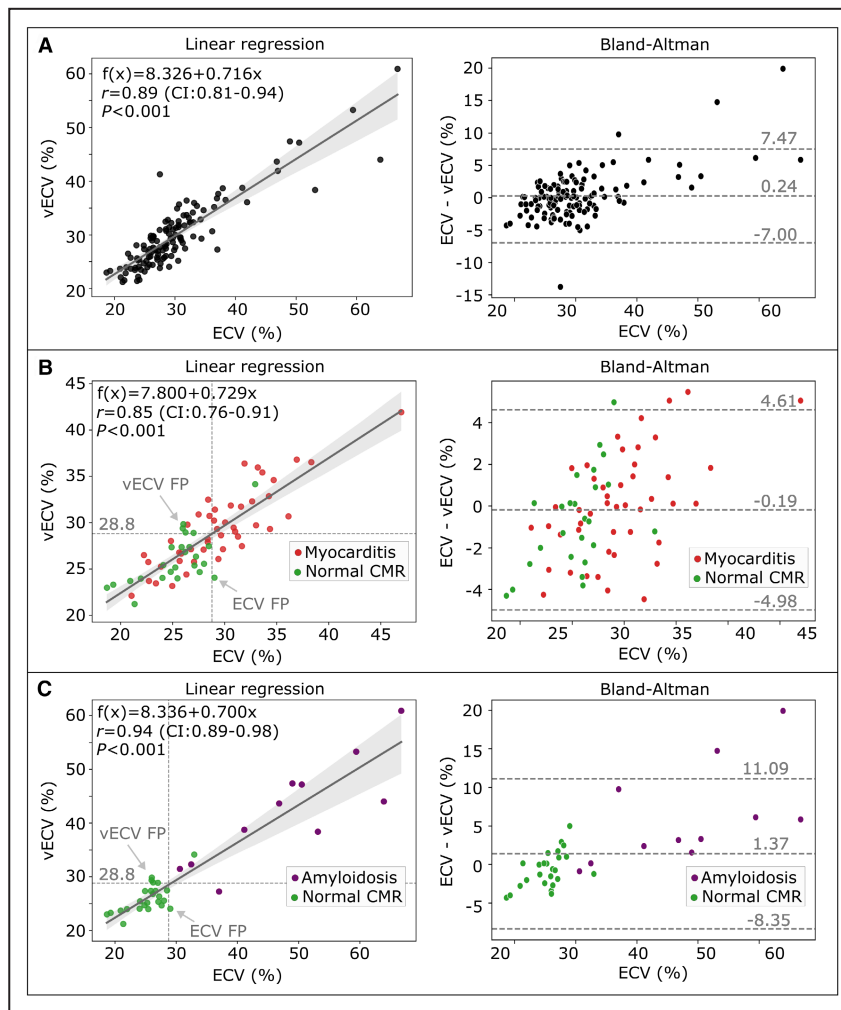 A
Linear regression
f(x)=8.326+0.716x
r=0.89 (CI:0.81-0.94)
P<0.001
60
50
40
30
20
vECV (%)
20
30
40
50
60
ECV (%)
Bland-Altman
20
15
10
5
0
-5
-10
-15
ECV - vECV (%)
7.47
0.24
-7.00
20
30
40
50
60
ECV (%)
B
Linear regression
f(x)=7.800+0.729x
r=0.85 (CI:0.76-0.91)
P<0.001
45
40
35
30
25
20
vECV (%)
vECV FP
28.8
Myocarditis
Normal CMR
ECV FP
20
25
30
35
40
45
ECV (%)
Bland-Altman
4
2
0
-2
-4
ECV - vECV (%)
4.61
-0.19
Myocarditis
Normal CMR
-4.98
20
25
30
35
40
45
ECV (%)
C
Linear regression
f(x)=8.336+0.700x
r=0.94 (CI:0.89-0.98)
P<0.001
60
50
40
30
20
vECV (%)
vECV FP
28.8
Amyloidosis
Normal CMR
ECV FP
20
30
40
50
60
ECV (%)
Bland-Altman
20
15
10
5
0
-5
ECV - vECV (%)
11.09
1.37
Amyloidosis
Normal CMR
-8.35
20
30
40
50
60
ECV (%)